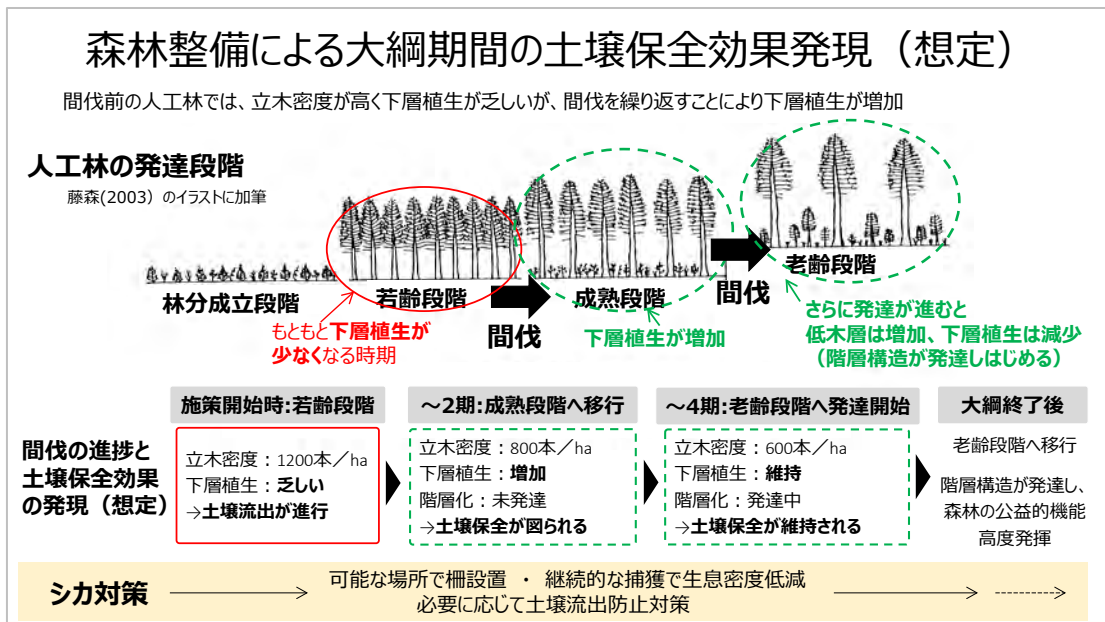 森林整備による大綱期間の土壌保全効果発現（想定）
間伐前の人工林では、立木密度が高く下層植生が乏しいが、間伐を繰り返すことにより下層植生が増加
人工林の発達段階
藤森(2003）のイラストに加筆
林分成立段階
若齢段階
間伐
成熟段階
間伐
老齢段階
もともと下層植生が
少なくなる時期
下層植生が増加
さらに発達が進むと
低木層は増加、下層植生は減少
（階層構造が発達しはじめる）
間伐の進捗と
土壌保全効果
の発現（想定）
施策開始時:若齢段階
立木密度：1200本／ha
下層植生：乏しい
→土壌流出が進行
～2期:成熟段階へ移行
立木密度：800本／ha
下層植生：増加
階層化：未発達
→土壌保全が図られる
～4期:老齢段階へ発達開始
立木密度：600本／ha
下層植生：維持
階層化：発達中
→土壌保全が維持される
大綱終了後
老齢段階へ移行
階層構造が発達し、
森林の公益的機能
高度発揮
シカ対策
可能な場所で柵設置 ・ 継続的な捕獲で生息密度低減
必要に応じて土壌流出防止対策